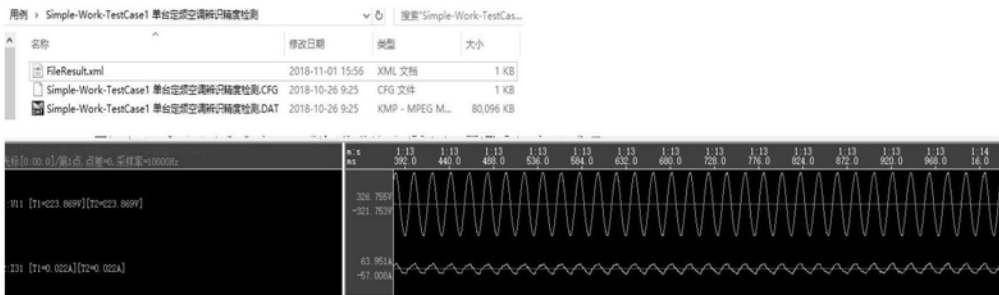 用例 › Simple-Work-TestCase1 单台定频空调辨识精度检测
搜索"Simple-Work-TestCas...
名称 修改日期 类型 大小
FileResult.xml 2018-11-01 15:56 XML 文档 1 KB
Simple-Work-TestCase1 单台定频空调辨识精度检测.CFG 2018-10-26 9:25 CFG 文件 1 KB
Simple-Work-TestCase1 单台定频空调辨识精度检测.DAT 2018-10-26 9:25 KMP - MPEG M... 80,096 KB
[0:00.0]/第1点,点差=0,采样率=10000Hz
m:s 1:13 1:13 1:13 1:13 1:13 1:13 1:13 1:13 1:13 1:13 1:13 1:13 1:13 1:14
ms 392.0 440.0 488.0 536.0 584.0 632.0 680.0 728.0 776.0 824.0 872.0 920.0 968.0 16.0
U11 [T1=223.869V][T2=223.869V]
326.755V
-321.753V
I31 [T1=0.022A][T2=0.022A]
63.951A
-57.008A